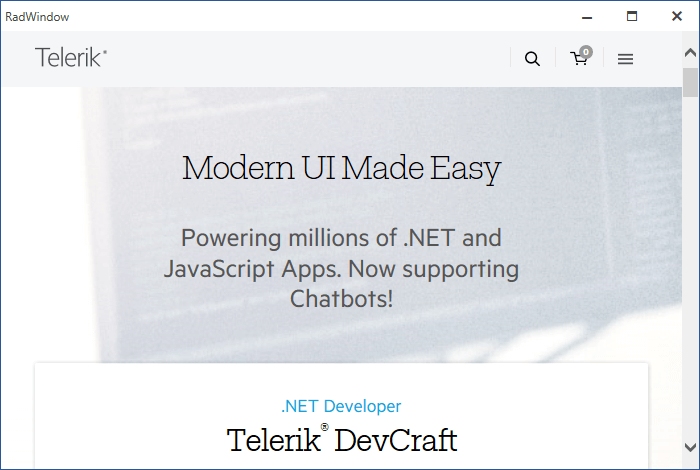 RadWindow
Telerik®
0
Modern UI Made Easy
Powering millions of .NET and
JavaScript Apps. Now supporting
Chatbots!
.NET Developer
Telerik® DevCraft